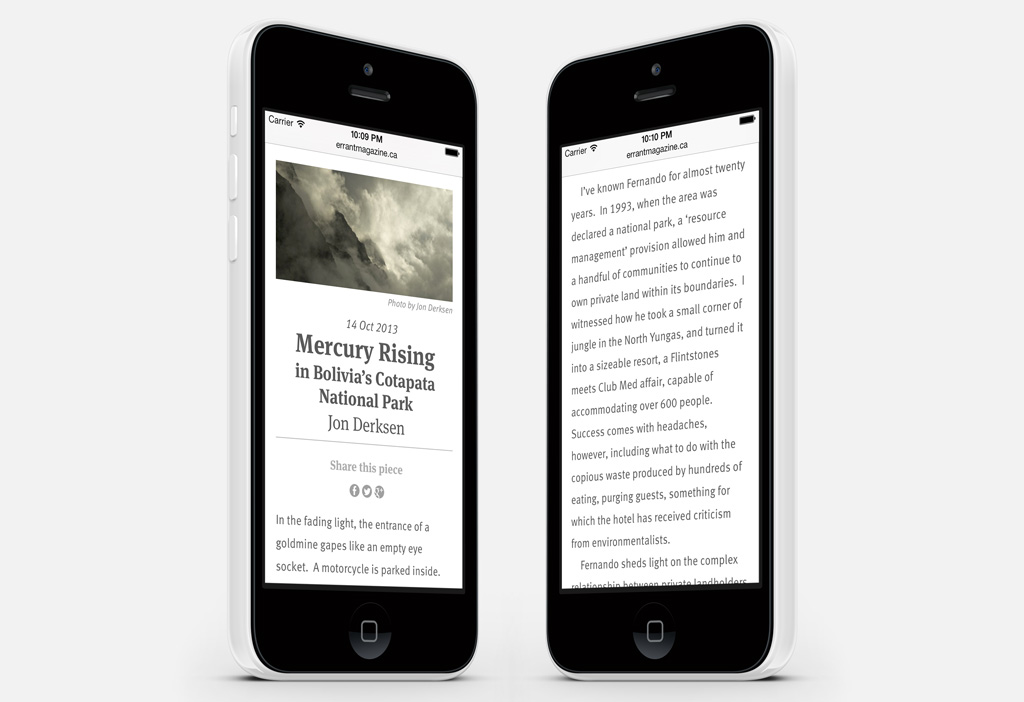 Carrier
10:09 PM
errantmagazine.ca
Photo by Jon Derksen
14 Oct 2013
Mercury Rising
in Bolivia's Cotapata
National Park
Jon Derksen
Share this piece
In the fading light, the entrance of a
goldmine gapes like an empty eye
socket. A motorcycle is parked inside.
Carrier
10:10 PM
errantmagazine.ca
I've known Fernando for almost twenty
years. In 1993, when the area was
declared a national park, a 'resource
management' provision allowed him and
a handful of communities to continue to
own private land within its boundaries. I
witnessed how he took a small corner of
jungle in the North Yungas, and turned it
into a sizeable resort, a Flintstones
meets Club Med affair, capable of
accommodating over 600 people.
Success comes with headaches,
however, including what to do with the
copious waste produced by hundreds of
eating, purging guests, something for
which the hotel has received criticism
from environmentalists.
Fernando sheds light on the complex
relationship between private landholders